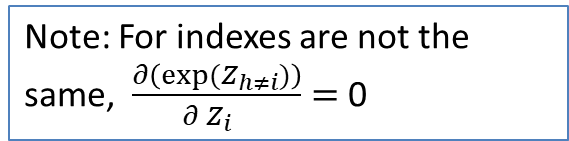 Note: For indexes are not the
same, ∂(exp(Z_{h≠i})) / ∂ Z_i = 0